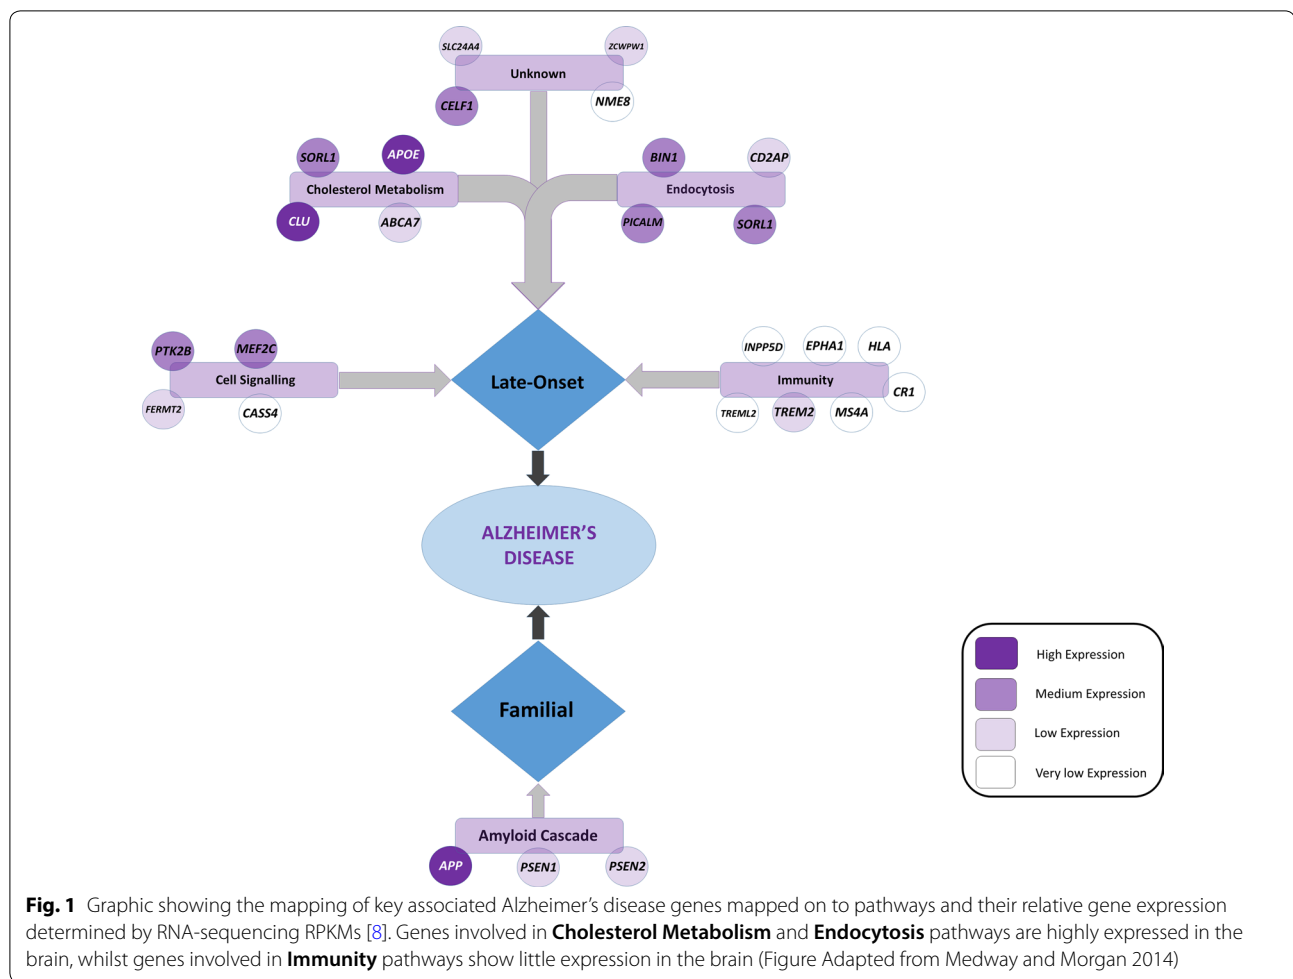 SLC24A4
ZCWPW1
Unknown
CELF1
NME8
SORL1
APOE
Cholesterol Metabolism
CLU
ABCA7
BIN1
CD2AP
Endocytosis
PICALM
SORL1
PTK2B
MEF2C
Cell Signalling
FERMT2
CASS4
Late-Onset
INPP5D
EPHA1
HLA
Immunity
CR1
TREML2
TREM2
MS4A
ALZHEIMER'S
DISEASE
Familial
High Expression
Medium Expression
Low Expression
Very low Expression
Amyloid Cascade
APP
PSEN1
PSEN2
Fig. 1 Graphic showing the mapping of key associated Alzheimer's disease genes mapped on to pathways and their relative gene expression
determined by RNA-sequencing RPKMs [8]. Genes involved in Cholesterol Metabolism and Endocytosis pathways are highly expressed in the
brain, whilst genes involved in Immunity pathways show little expression in the brain (Figure Adapted from Medway and Morgan 2014)